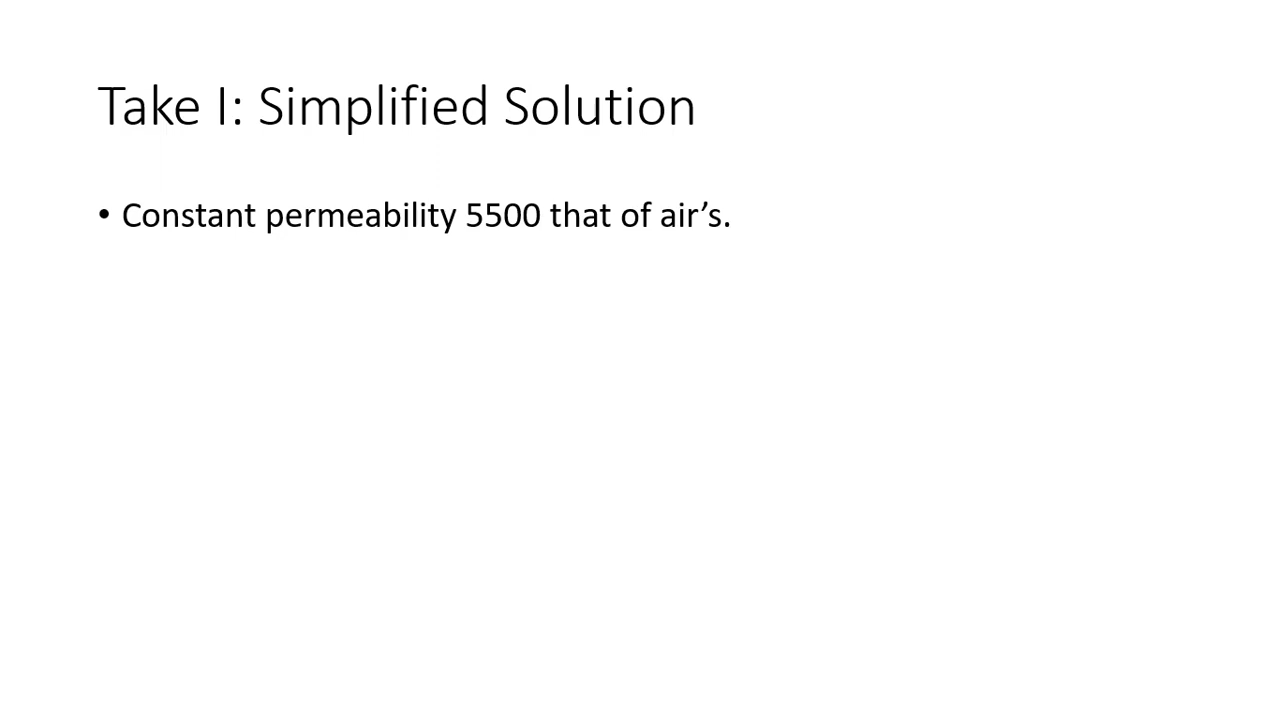 Take I: Simplified Solution
• Constant permeability 5500 that of air’s.